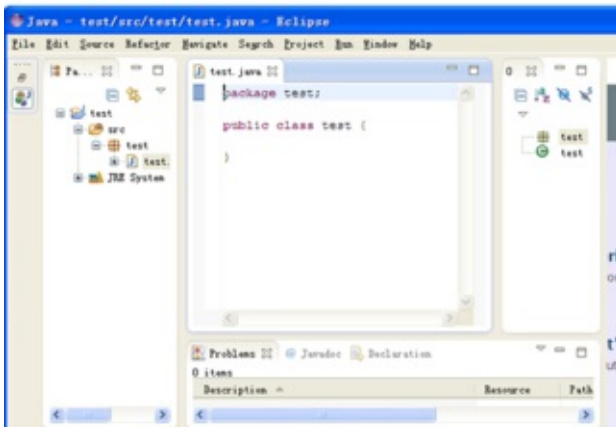 Java - test/src/test/test.java - Eclipse
File Edit Source Refactor Navigate Search Project Run Window Help
Pa...
test.java
package test;
public class test {
}
test
src
test
test.
JRE System
test
test
Problems Javadoc Declaration
0 items
Description Resource Path